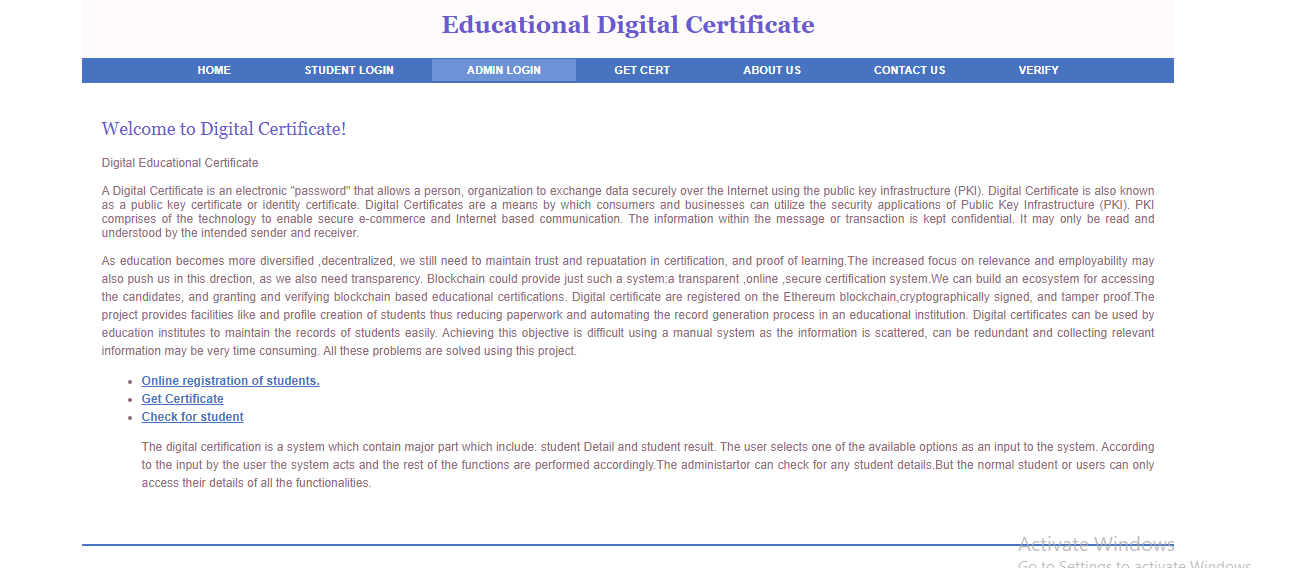 Educational Digital Certificate
HOME STUDENT LOGIN ADMIN LOGIN GET CERT ABOUT US CONTACT US VERIFY
Welcome to Digital Certificate!
Digital Educational Certificate
A Digital Certificate is an electronic "password" that allows a person, organization to exchange data securely over the Internet using the public key infrastructure (PKI). Digital Certificate is also known
as a public key certificate or identity certificate. Digital Certificates are a means by which consumers and businesses can utilize the security applications of Public Key Infrastructure (PKI). PKI
comprises of the technology to enable secure e-commerce and Internet based communication. The information within the message or transaction is kept confidential. It may only be read and
understood by the intended sender and receiver.
As education becomes more diversified ,decentralized, we still need to maintain trust and repuatation in certification, and proof of learning.The increased focus on relevance and employability may
also push us in this drection, as we also need transparency. Blockchain could provide just such a system:a transparent ,online ,secure certification system.We can build an ecosystem for accessing
the candidates, and granting and verifying blockchain based educational certifications. Digital certificate are registered on the Ethereum blockchain,cryptographically signed, and tamper proof.The
project provides facilities like and profile creation of students thus reducing paperwork and automating the record generation process in an educational institution. Digital certificates can be used by
education institutes to maintain the records of students easily. Achieving this objective is difficult using a manual system as the information is scattered, can be redundant and collecting relevant
information may be very time consuming. All these problems are solved using this project.
• Online registration of students.
• Get Certificate
• Check for student
The digital certification is a system which contain major part which include: student Detail and student result. The user selects one of the available options as an input to the system. According
to the input by the user the system acts and the rest of the functions are performed accordingly.The administartor can check for any student details.But the normal student or users can only
access their details of all the functionalities.
Activate Windows
Go to Settings to activate Windows.